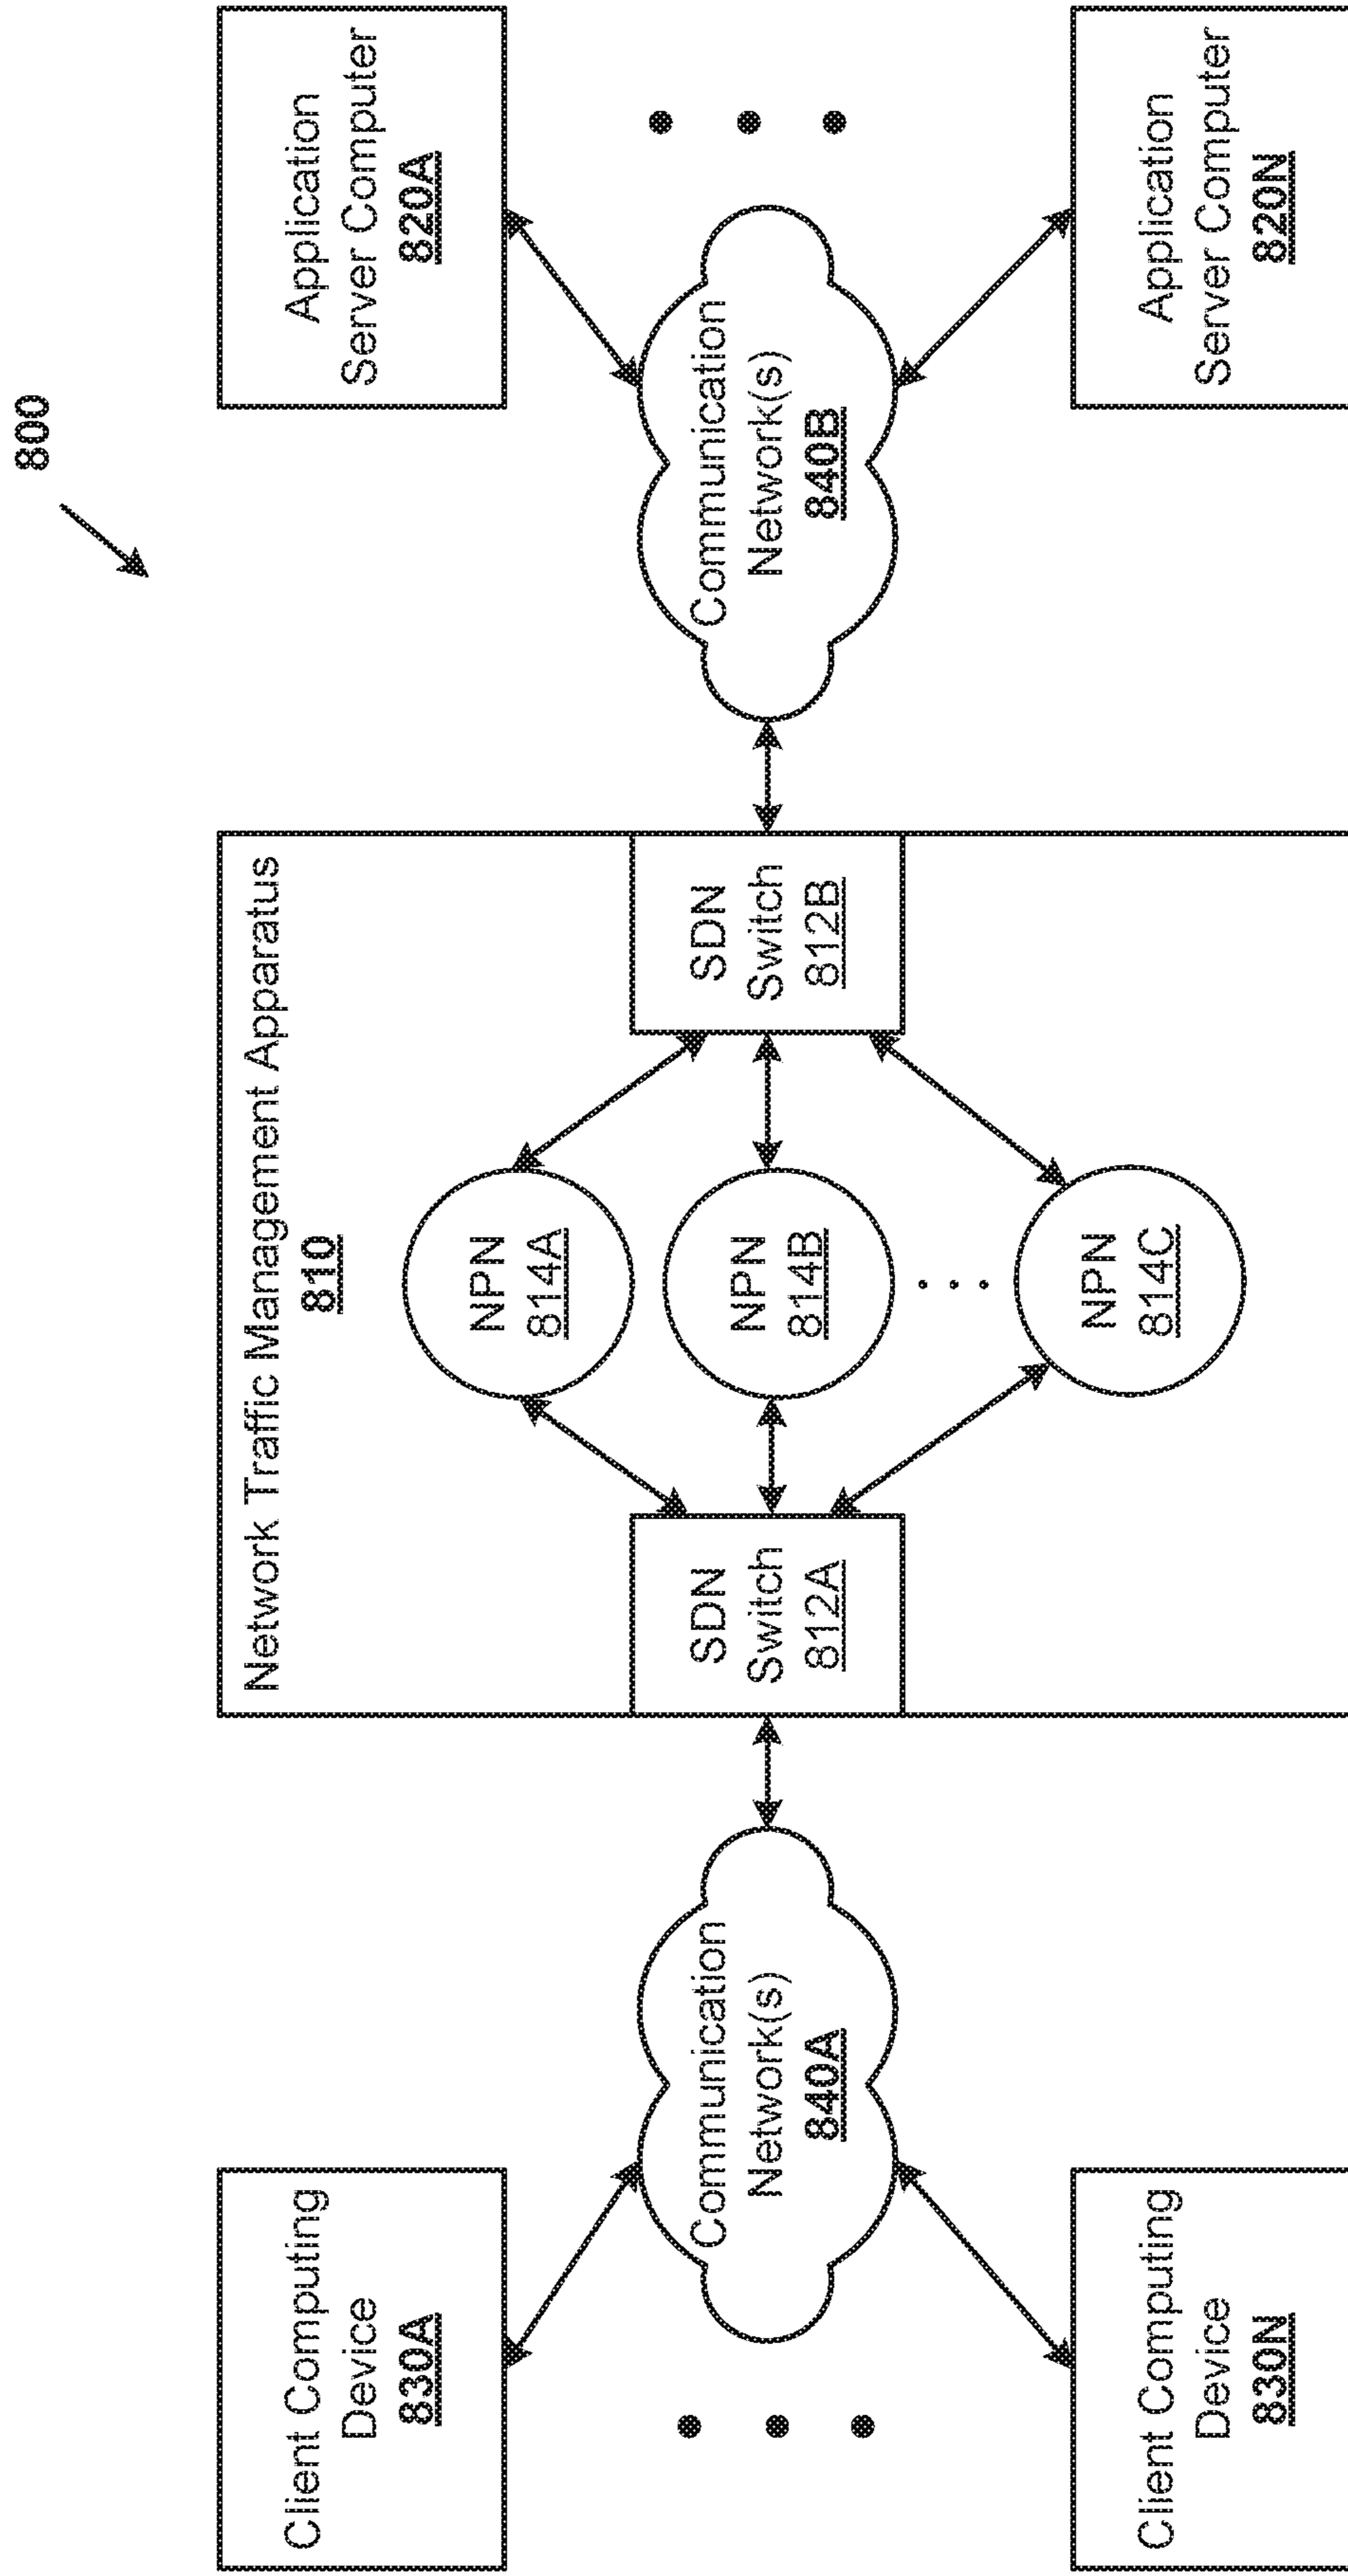 800
Client Computing
Device
830A
Client Computing
Device
830N
Communication
Network(s)
840A
Network Traffic Management Apparatus
810
SDN
Switch
812A
NPN
814A
NPN
814B
NPN
814C
SDN
Switch
812B
Communication
Network(s)
840B
Application
Server Computer
820A
Application
Server Computer
820N